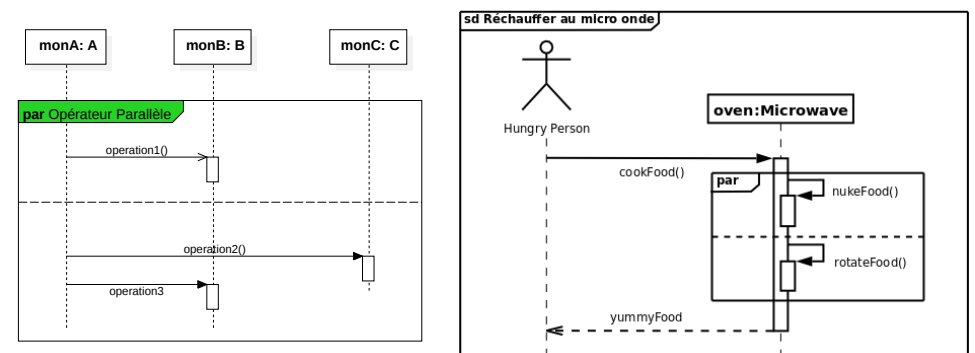 monA: A
monB: B
monC: C
par Opérateur Parallèle
operation1()
operation2()
operation3
sd Réchauffer au micro onde
Hungry Person
oven:Microwave
cookFood()
par
nukeFood()
rotateFood()
yummyFood